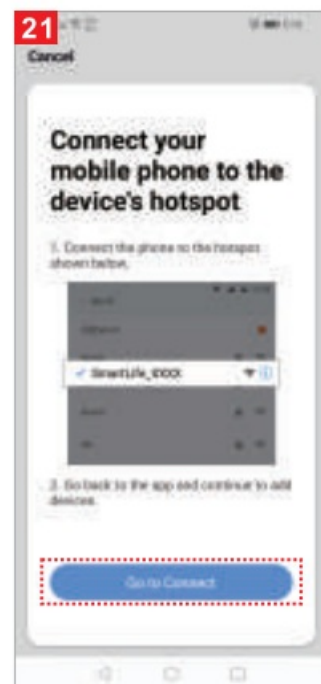 21
Cancel
Connect your
mobile phone to the
device's hotspot
1. Connect the phone to the hotspot
shown below.
SmartLife_XXXX
2. Go back to the app and continue to add
devices.
Go to Connect